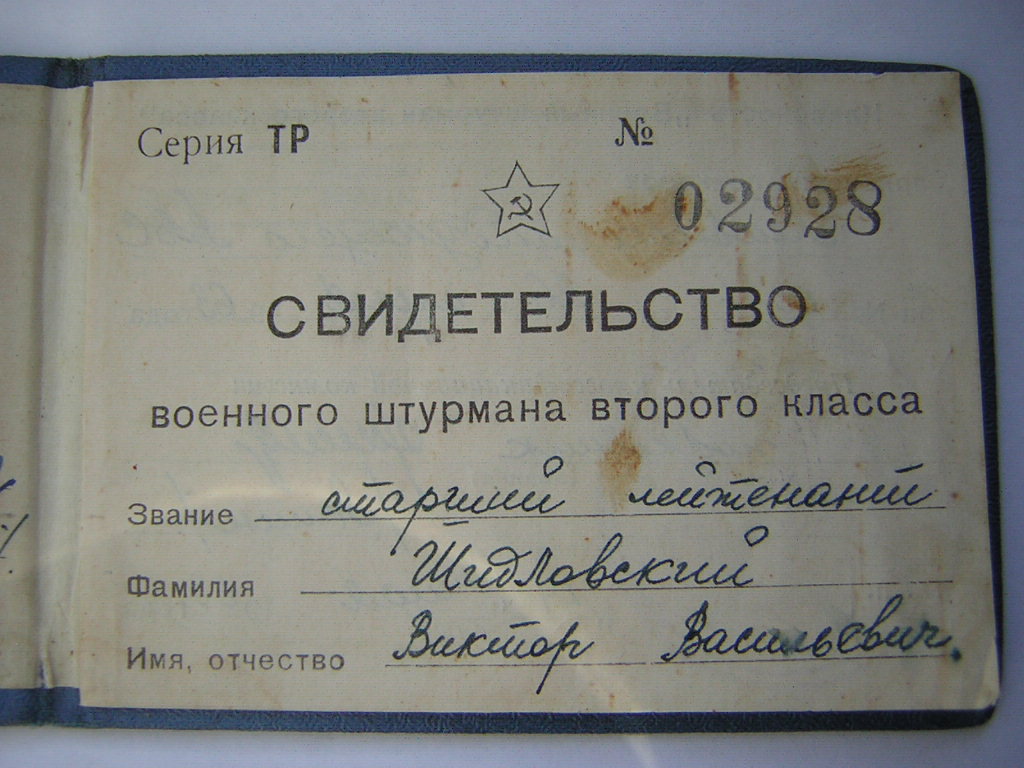 Серия ТР №
02928
СВИДЕТЕЛЬСТВО
военного штурмана второго класса
Звание старший лейтенант
Фамилия Шидловский
Имя, отчество Виктор Васильевич.